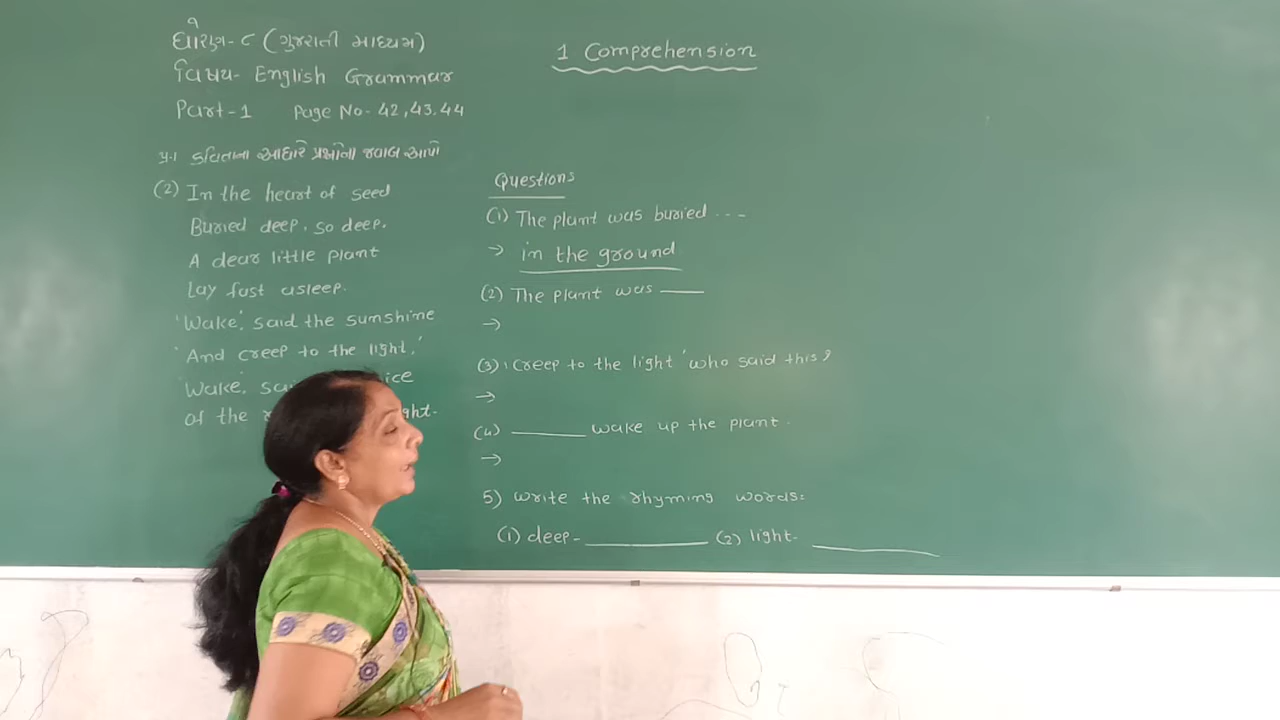 ધોરણ-૮ (ગુજરાતી માધ્યમ)
વિષય- English Grammar
Part-1 Page No- 42,43.44
1 Comprehension
પ્ર.1 કવિતાના આધારે પ્રશ્નોના જવાબ આપો
(2) In the heart of seed
Buried deep, so deep.
A dear little plant
Lay fast asleep.
'Wake'. said the sunshine
'And creep to the light.'
'Wake'.
of the
Questions
(1) The plant was buried ...-
→ in the ground
(2) The plant was ____
→
(3) 'creep to the light' who said this?
→
(4) ____ wake up the plant.
→
5) write the rhyming words:
(1) deep- ____ (2) light- ____